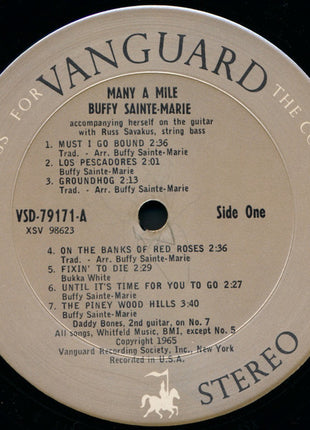 S FOR VANGUARD THE CO
MANY A MILE
BUFFY SAINTE-MARIE
accompanying herself on the guitar
with Russ Savakus, string bass
1. MUST I GO BOUND 2:36
Trad. - Arr. Buffy Sainte-Marie
2. LOS PESCADORES 2:01
Buffy Sainte-Marie
3. GROUNDHOG 2:13
Trad. - Arr. Buffy Sainte-Marie
VSD-79171-A
Side One
XSV 98623
4. ON THE BANKS OF RED ROSES 2:36
Trad. - Arr. Buffy Sainte-Marie
5. FIXIN' TO DIE 2:29
Bukka White
6. UNTIL IT'S TIME FOR YOU TO GO 2:27
Buffy Sainte-Marie
7. THE PINEY WOOD HILLS 3:40
Buffy Sainte-Marie
Daddy Bones, 2nd guitar, on No. 7
All songs, Whitfield Music, BMI, except No. 5
Copyright 1965
Vanguard Recording Society, Inc., New York
Recorded in U.S.A.
STEREO